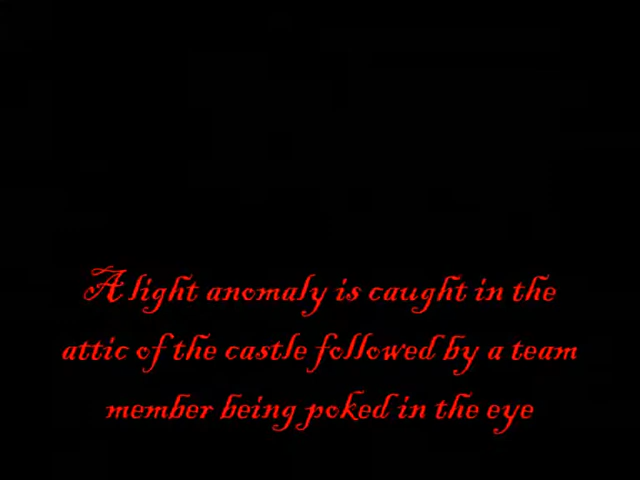 A light anomaly is caught in the
attic of the castle followed by a team
member being poked in the eye